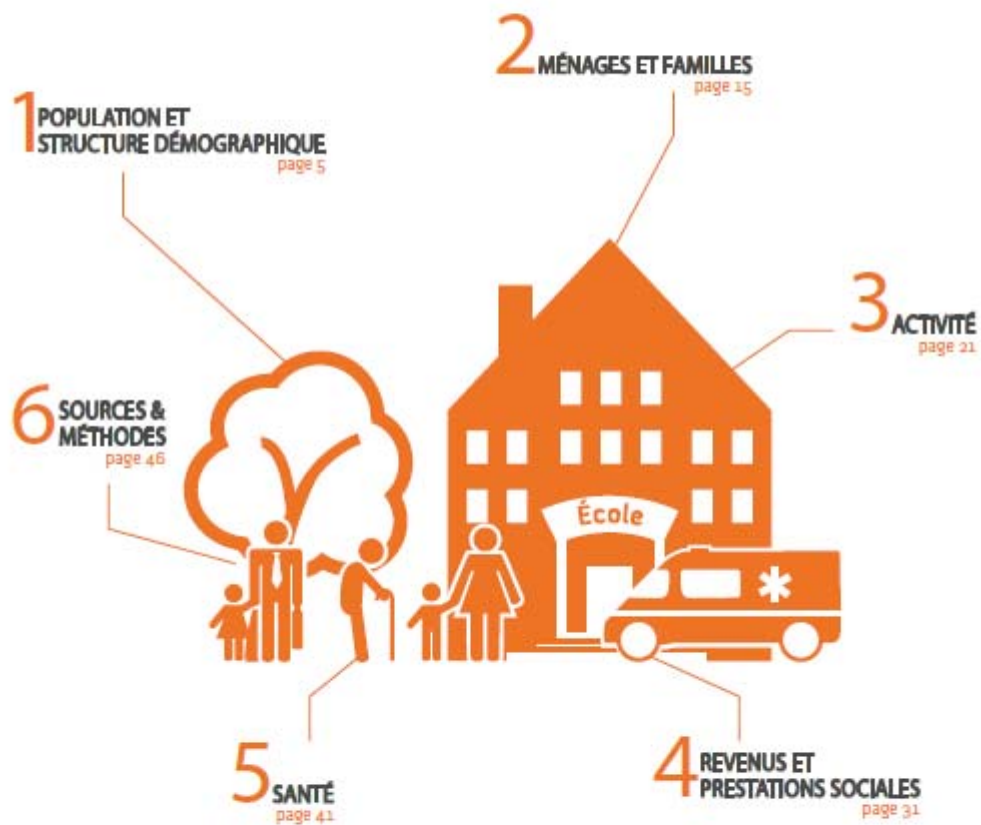 1 POPULATION ET
STRUCTURE DÉMOGRAPHIQUE
page 5
2 MÉNAGES ET FAMILLES
page 15
3 ACTIVITÉ
page 21
6 SOURCES &
MÉTHODES
page 46
École
5 SANTÉ
page 41
4 REVENUS ET
PRESTATIONS SOCIALES
page 31